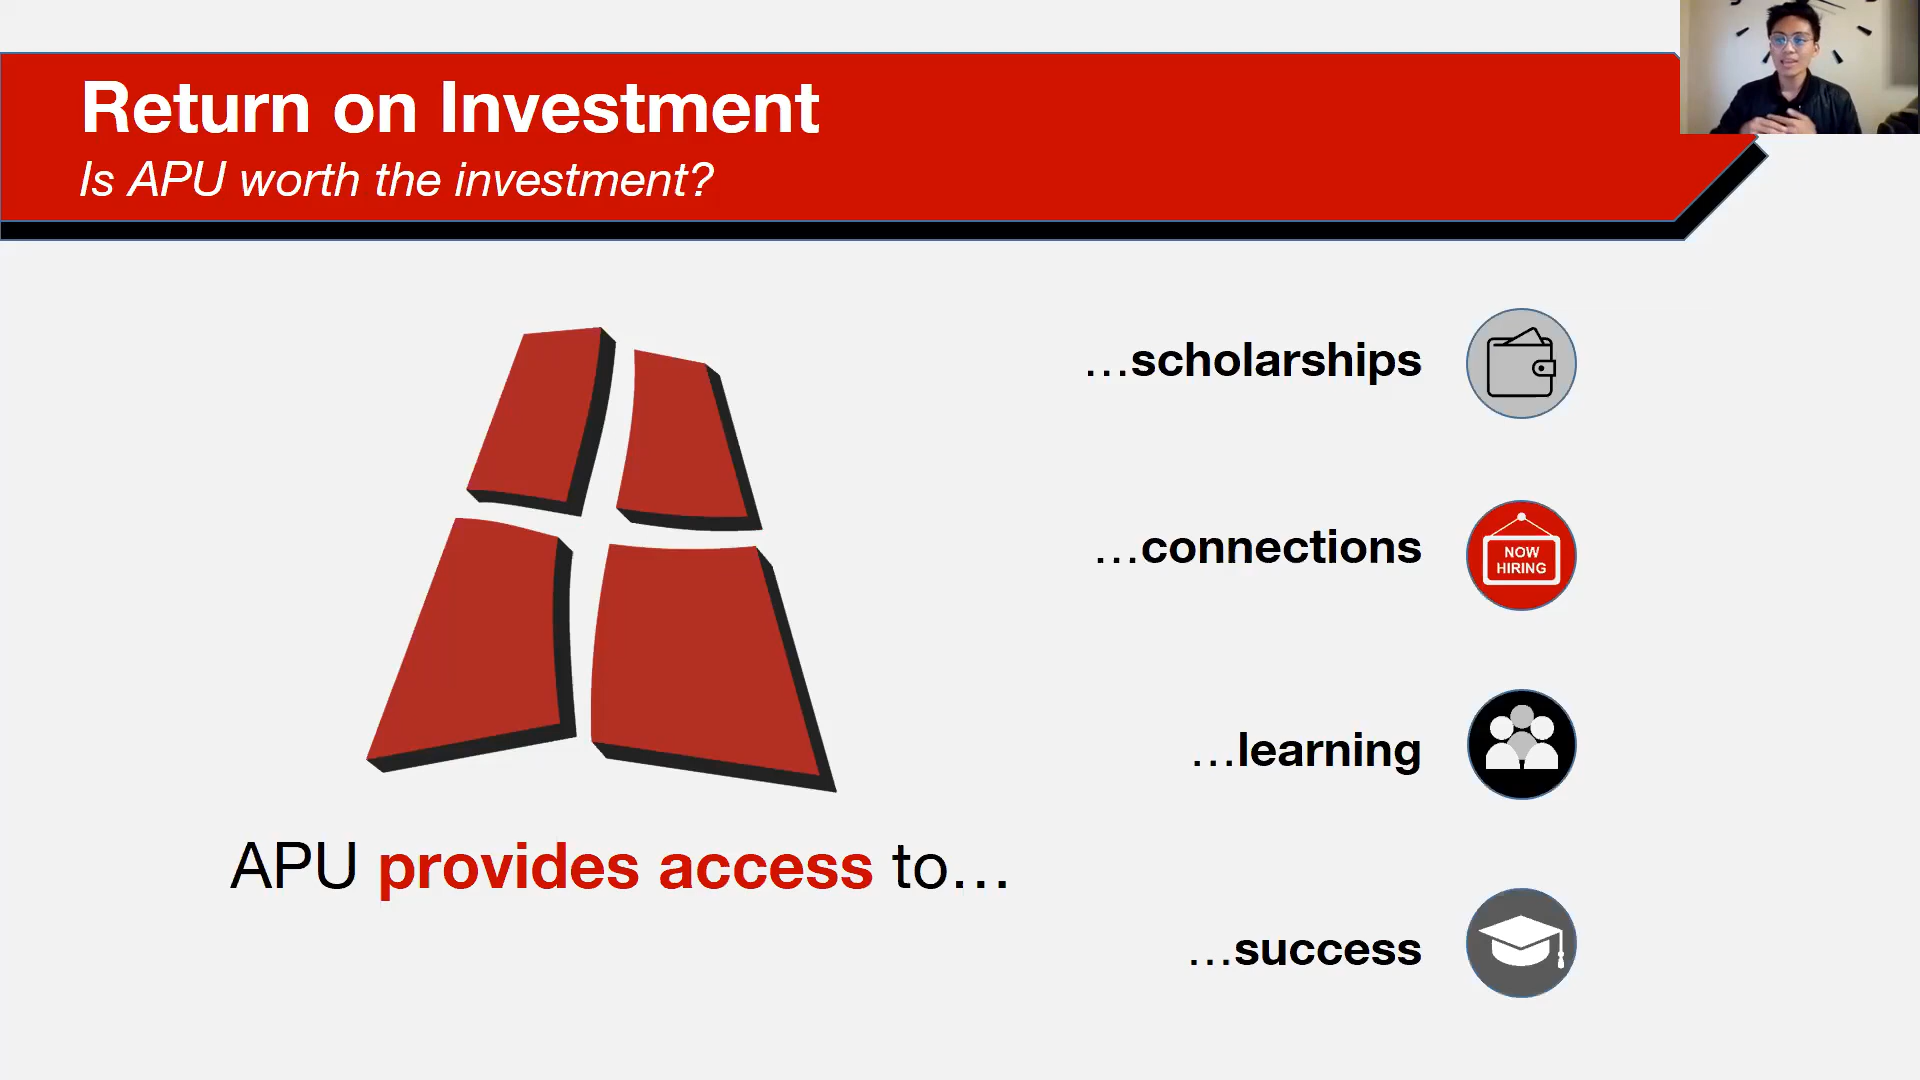 Return on Investment
Is APU worth the investment?
APU provides access to…
…scholarships
…connections
NOW
HIRING
…learning
…success